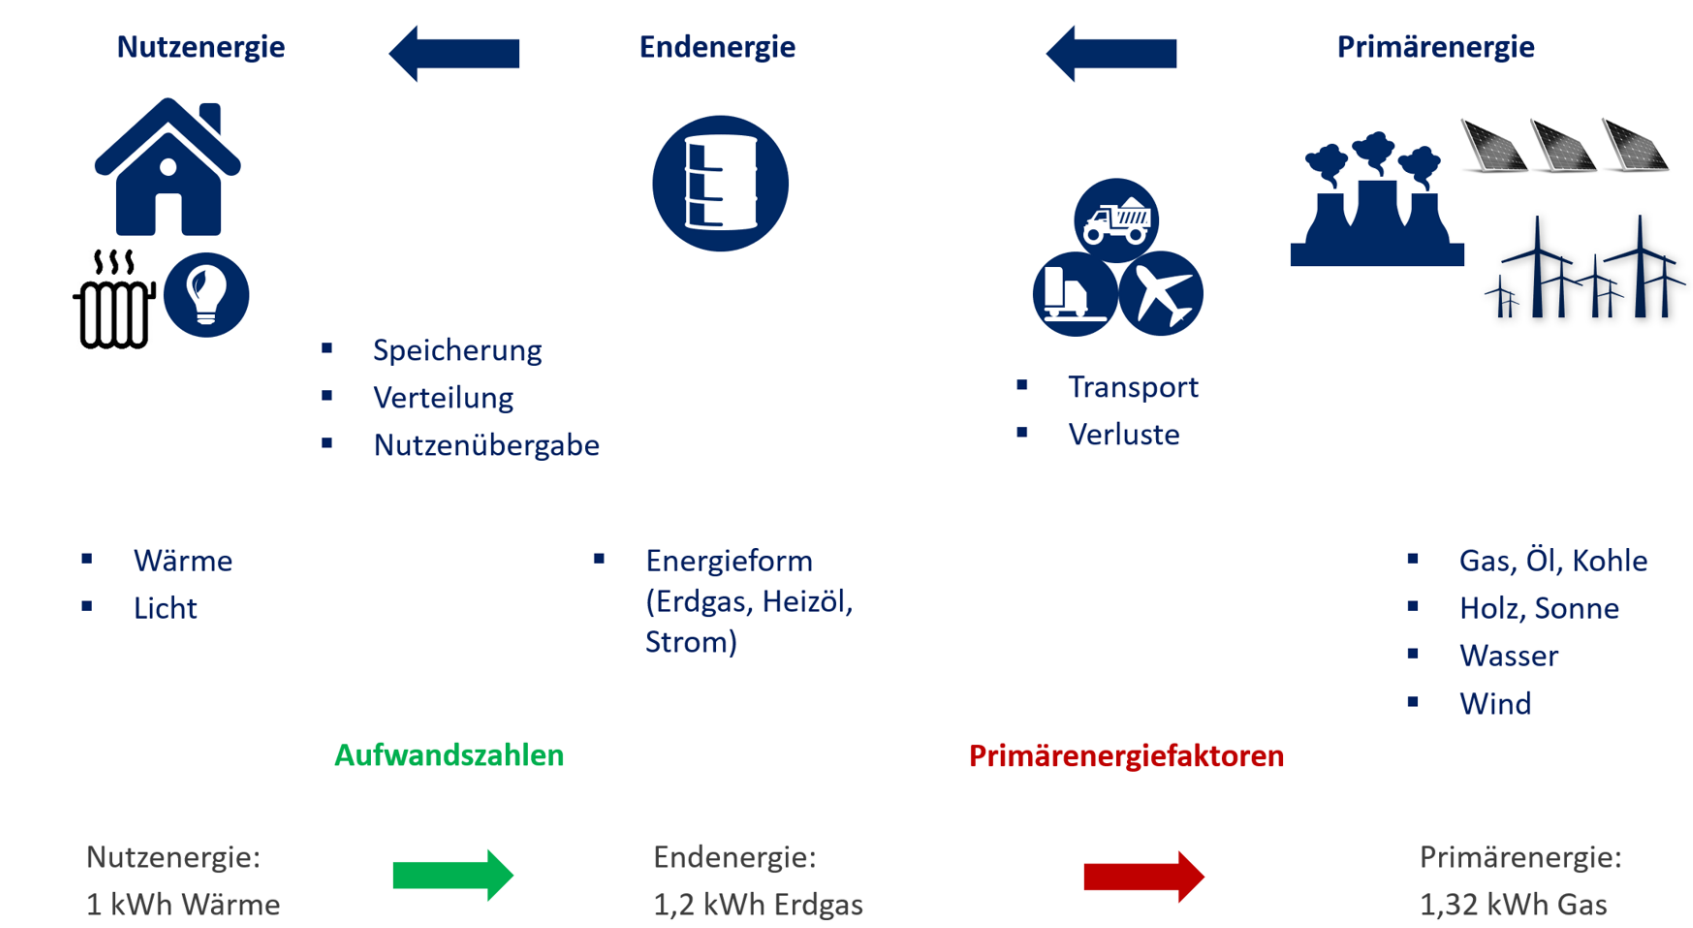 Nutzenergie
Endenergie
Primärenergie
Speicherung
Verteilung
Nutzenübergabe
Transport
Verluste
Wärme
Licht
Energieform
(Erdgas, Heizöl,
Strom)
Gas, Öl, Kohle
Holz, Sonne
Wasser
Wind
Aufwandszahlen
Primärenergiefaktoren
Nutzenergie:
1 kWh Wärme
Endenergie:
1,2 kWh Erdgas
Primärenergie:
1,32 kWh Gas